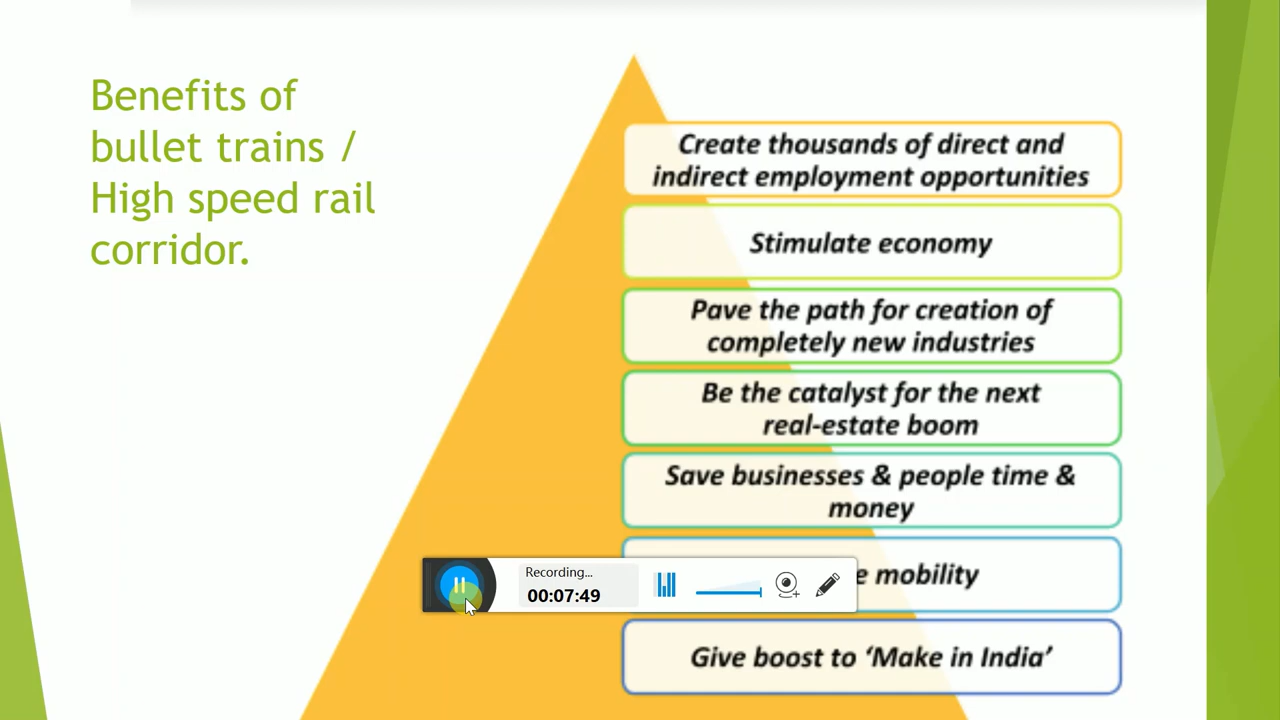 Benefits of
bullet trains /
High speed rail
corridor.
Create thousands of direct and
indirect employment opportunities
Stimulate economy
Pave the path for creation of
completely new industries
Be the catalyst for the next
real-estate boom
Save businesses & people time &
money
mobility
Give boost to ‘Make in India’
Recording...
00:07:49